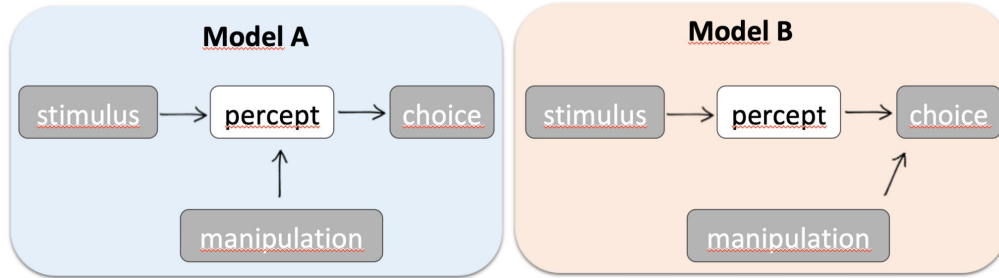 Model A
stimulus
percept
choice
manipulation
Model B
stimulus
percept
choice
manipulation